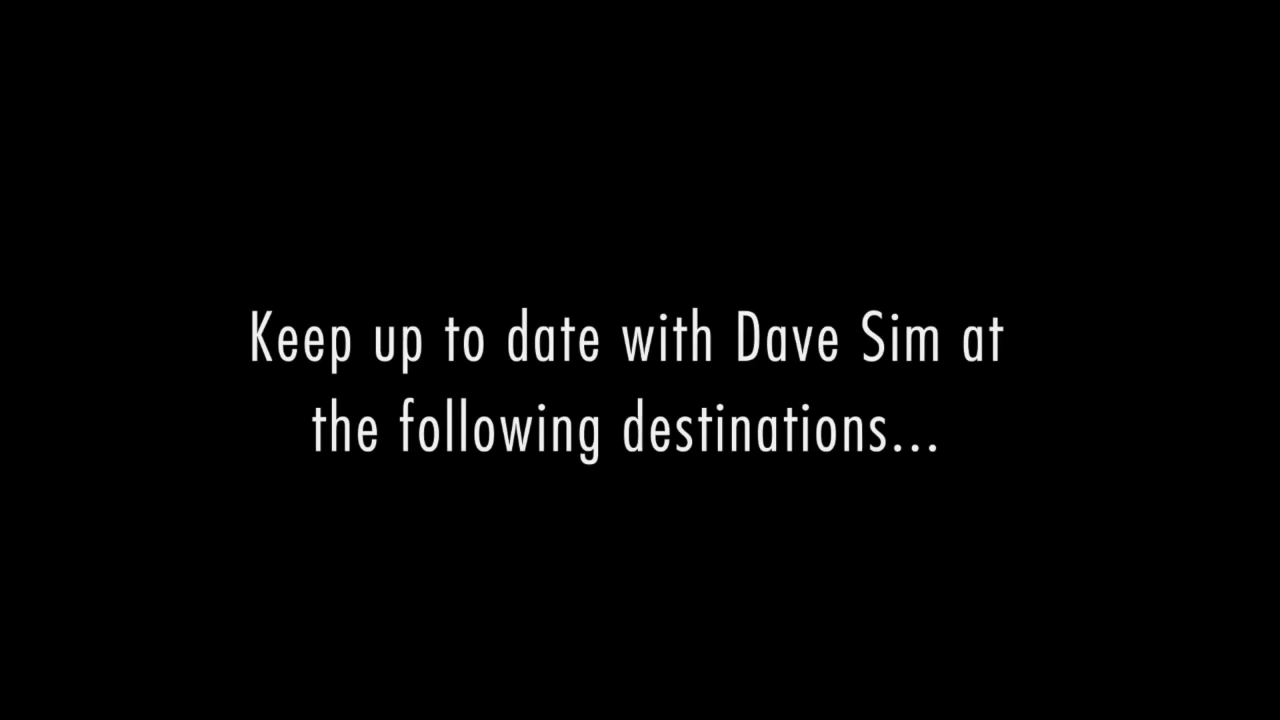 Keep up to date with Dave Sim at
the following destinations...